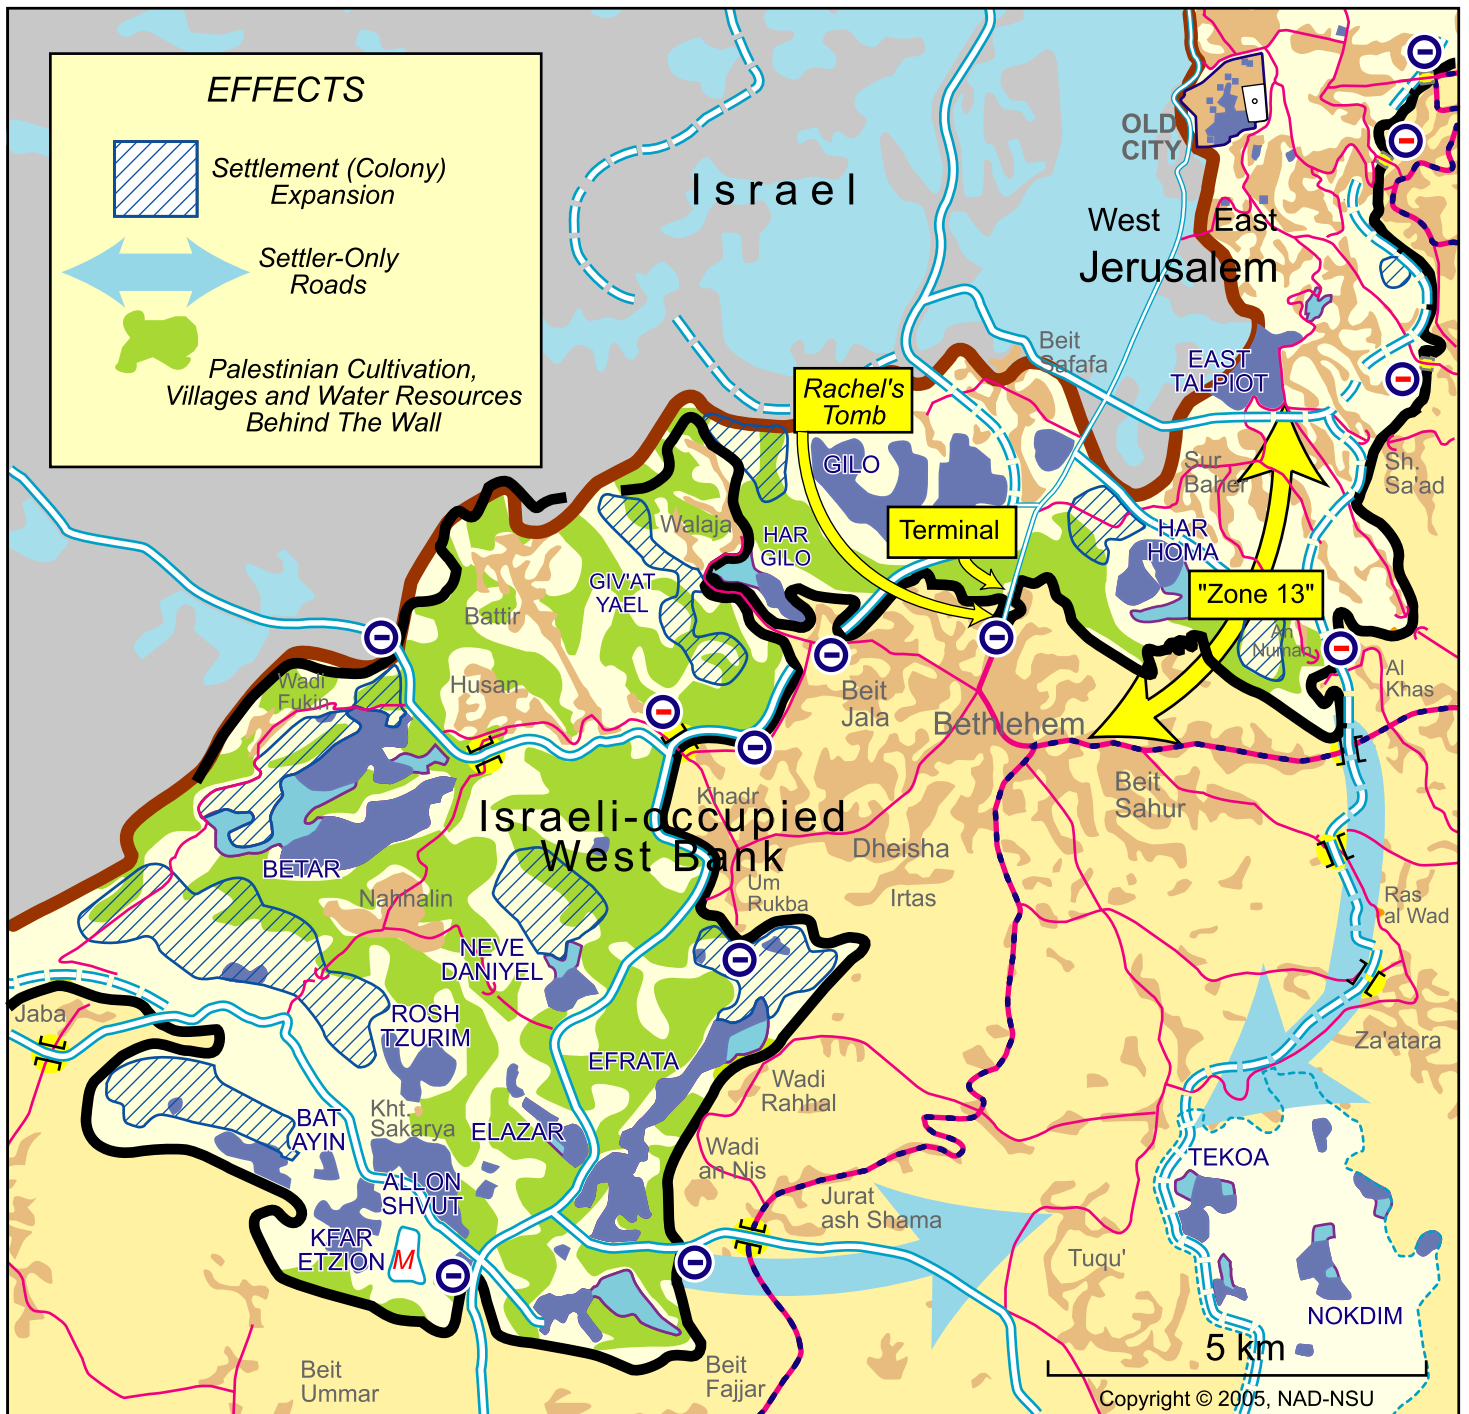 EFFECTS
Settlement (Colony)
Expansion
Settler-Only
Roads
Palestinian Cultivation,
Villages and Water Resources
Behind The Wall
Israel
OLD
CITY
West East
Jerusalem
Beit
Safafa
EAST
TALPIOT
Rachel's
Tomb
GILO
Sur
Baher
Sh.
Sa'ad
Walaja
Terminal
HAR
GILO
HAR
HOMA
GIV'AT
YAEL
"Zone 13"
Battir
An
Numan
Wadi
Fukin
Husan
Beit
Jala
Bethlehem
Al
Khas
Khadr
Beit
Sahur
Israeli-occupied
West Bank
Dheisha
BETAR
Um
Rukba
Irtas
Nahhalin
Ras
al Wad
NEVE
DANIYEL
Jaba
ROSH
TZURIM
Za'atara
EFRATA
Wadi
Rahhal
BAT
AYIN
Kht.
Sakarya
ELAZAR
Wadi
an Nis
TEKOA
ALLON
SHVUT
Jurat
ash Shama
KFAR
ETZION
M
Tuqu'
NOKDIM
5 km
Beit
Ummar
Beit
Fajjar
Copyright © 2005, NAD-NSU